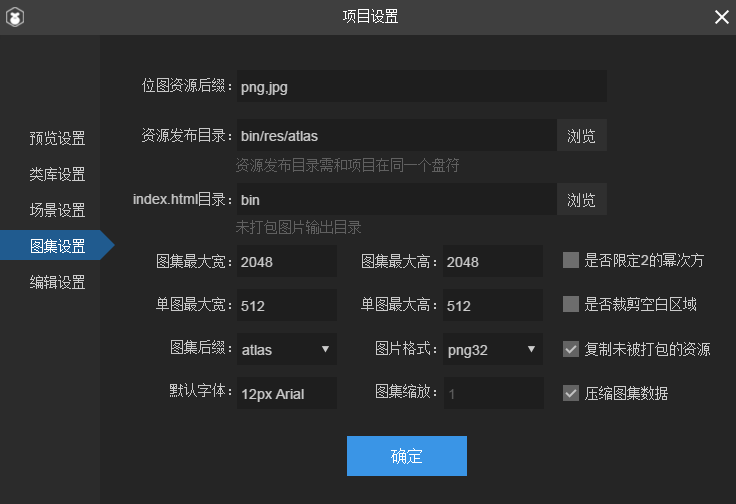 项目设置
预览设置
类库设置
场景设置
图集设置
编辑设置
位图资源后缀： png,jpg
资源发布目录： bin/res/atlas 浏览
资源发布目录需和项目在同一个盘符
index.html目录： bin 浏览
未打包图片输出目录
图集最大宽： 2048 图集最大高： 2048 是否限定2的幂次方
单图最大宽： 512 单图最大高： 512 是否裁剪空白区域
图集后缀： atlas 图片格式： png32 复制未被打包的资源
默认字体： 12px Arial 图集缩放： 1 压缩图集数据
确定